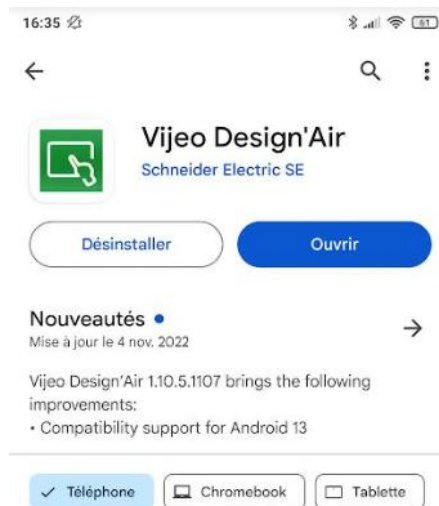 16:35
61
Vijeo Design'Air
Schneider Electric SE
Désinstaller
Ouvrir
Nouveautés •
Mise à jour le 4 nov. 2022
Vijeo Design'Air 1.10.5.1107 brings the following
improvements:
• Compatibility support for Android 13
Téléphone
Chromebook
Tablette